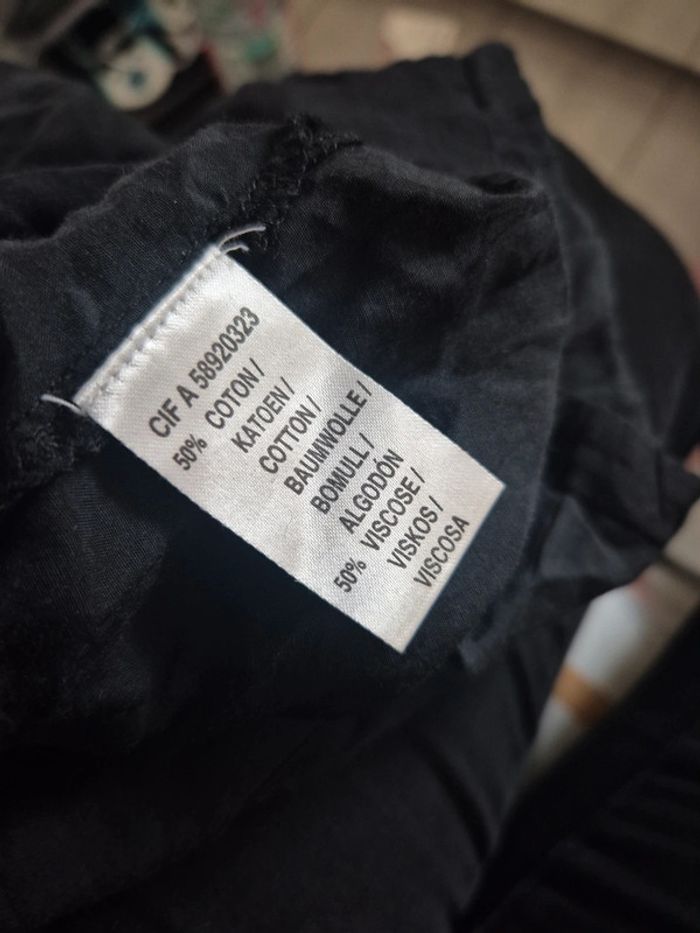 CIF A 58920323
50% COTON /
KATOEN /
COTTON /
BAUMWOLLE /
BOMULL /
ALGODÓN
50% VISCOSE /
VISKOS /
VISCOSA